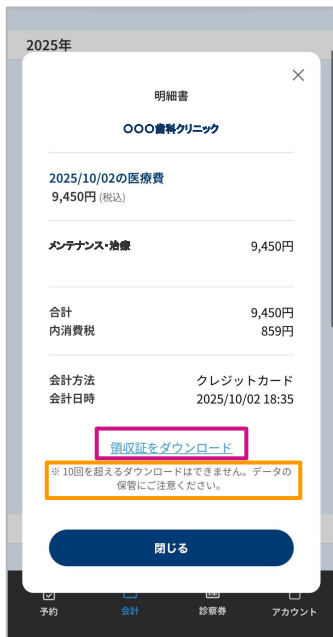 2025年
×
明細書
○○○歯科クリニック
2025/10/02の医療費
9,450円 (税込)
メンテナンス・治療 9,450円
合計 9,450円
内消費税 859円
会計方法 クレジットカード
会計日時 2025/10/02 18:35
領収証をダウンロード
※ 10回を超えるダウンロードはできません。データの
保管にご注意ください。
閉じる
予約 会計 診察券 アカウント